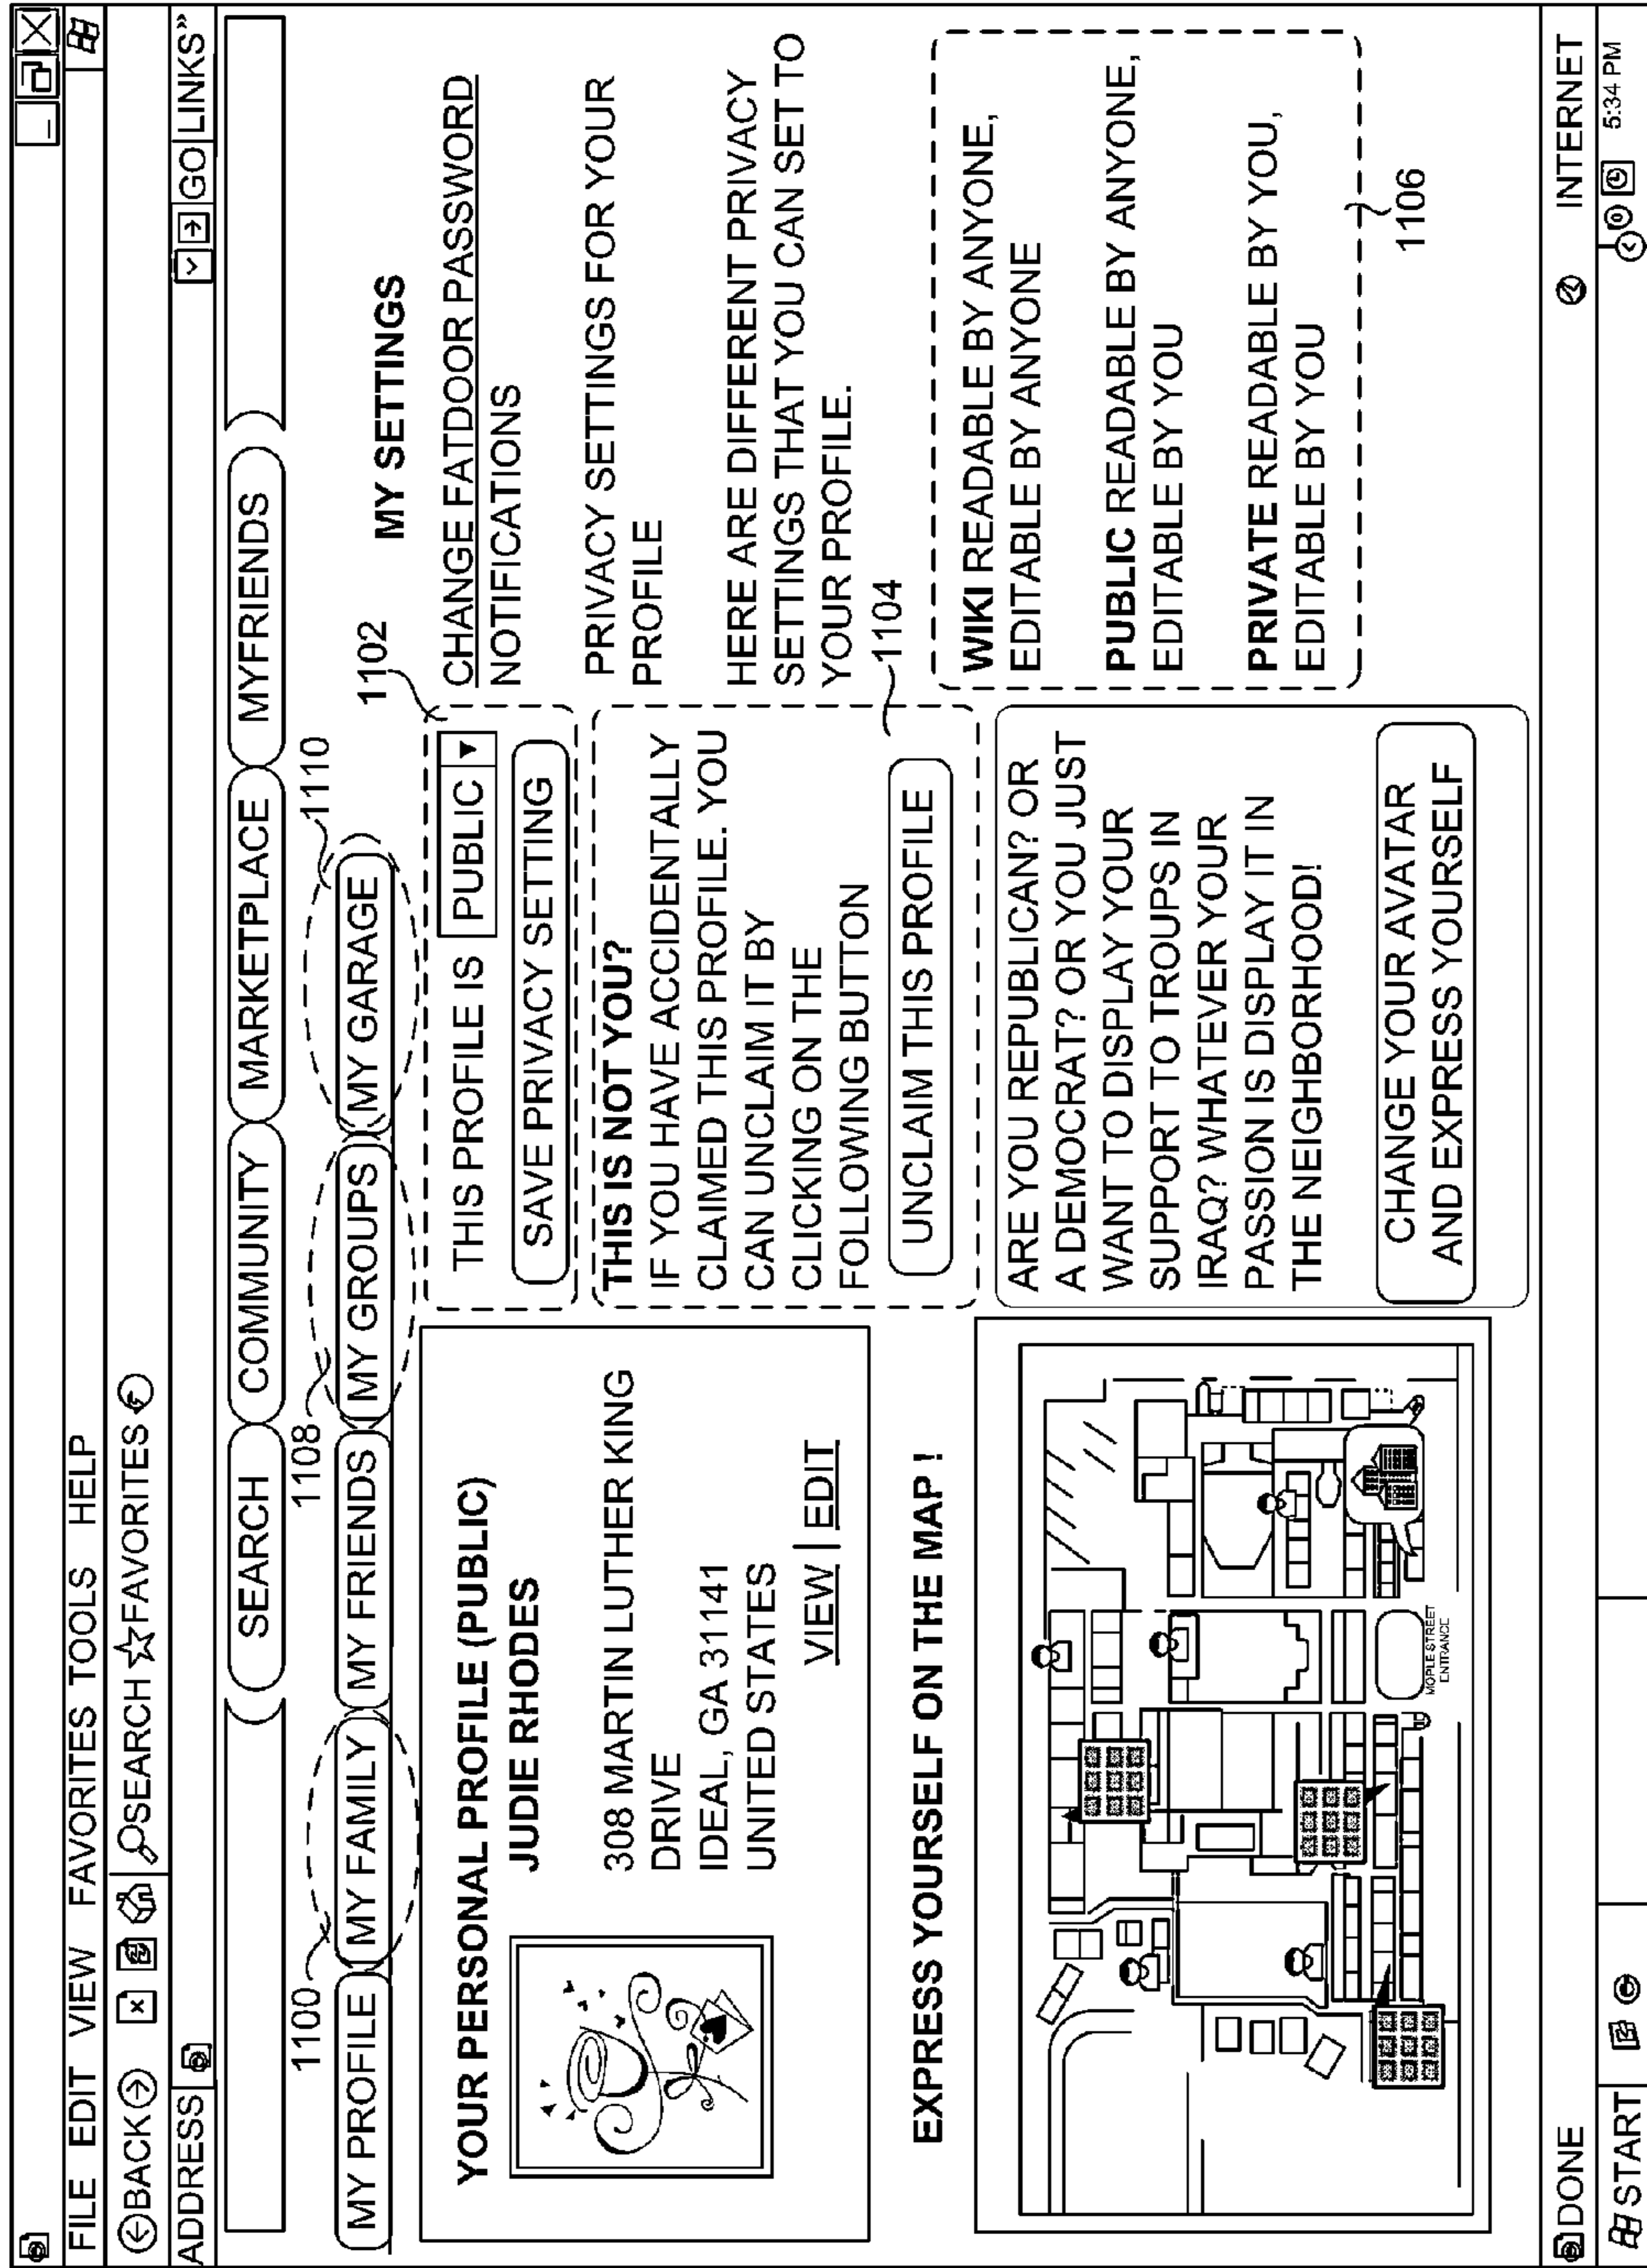 FILE EDIT VIEW FAVORITES TOOLS HELP
BACK SEARCH FAVORITES
ADDRESS GO LINKS»
SEARCH COMMUNITY MARKETPLACE MYFRIENDS
1100 1108 1110
MY PROFILE MY FAMILY MY FRIENDS MY GROUPS MY GARAGE
YOUR PERSONAL PROFILE (PUBLIC)
JUDIE RHODES
308 MARTIN LUTHER KING
DRIVE
IDEAL, GA 31141
UNITED STATES
VIEW | EDIT
EXPRESS YOURSELF ON THE MAP !
MOPLE STREET
ENTRANCE
1102
THIS PROFILE IS PUBLIC
SAVE PRIVACY SETTING
THIS IS NOT YOU?
IF YOU HAVE ACCIDENTALLY
CLAIMED THIS PROFILE. YOU
CAN UNCLAIM IT BY
CLICKING ON THE
FOLLOWING BUTTON
UNCLAIM THIS PROFILE
1104
ARE YOU REPUBLICAN? OR
A DEMOCRAT? OR YOU JUST
WANT TO DISPLAY YOUR
SUPPORT TO TROUPS IN
IRAQ? WHATEVER YOUR
PASSION IS DISPLAY IT IN
THE NEIGHBORHOOD!
CHANGE YOUR AVATAR
AND EXPRESS YOURSELF
MY SETTINGS
CHANGE FATDOOR PASSWORD
NOTIFICATIONS
PRIVACY SETTINGS FOR YOUR
PROFILE
HERE ARE DIFFERENT PRIVACY
SETTINGS THAT YOU CAN SET TO
YOUR PROFILE.
WIKI READABLE BY ANYONE,
EDITABLE BY ANYONE
PUBLIC READABLE BY ANYONE,
EDITABLE BY YOU
PRIVATE READABLE BY YOU,
EDITABLE BY YOU
1106
DONE INTERNET
START 5:34 PM